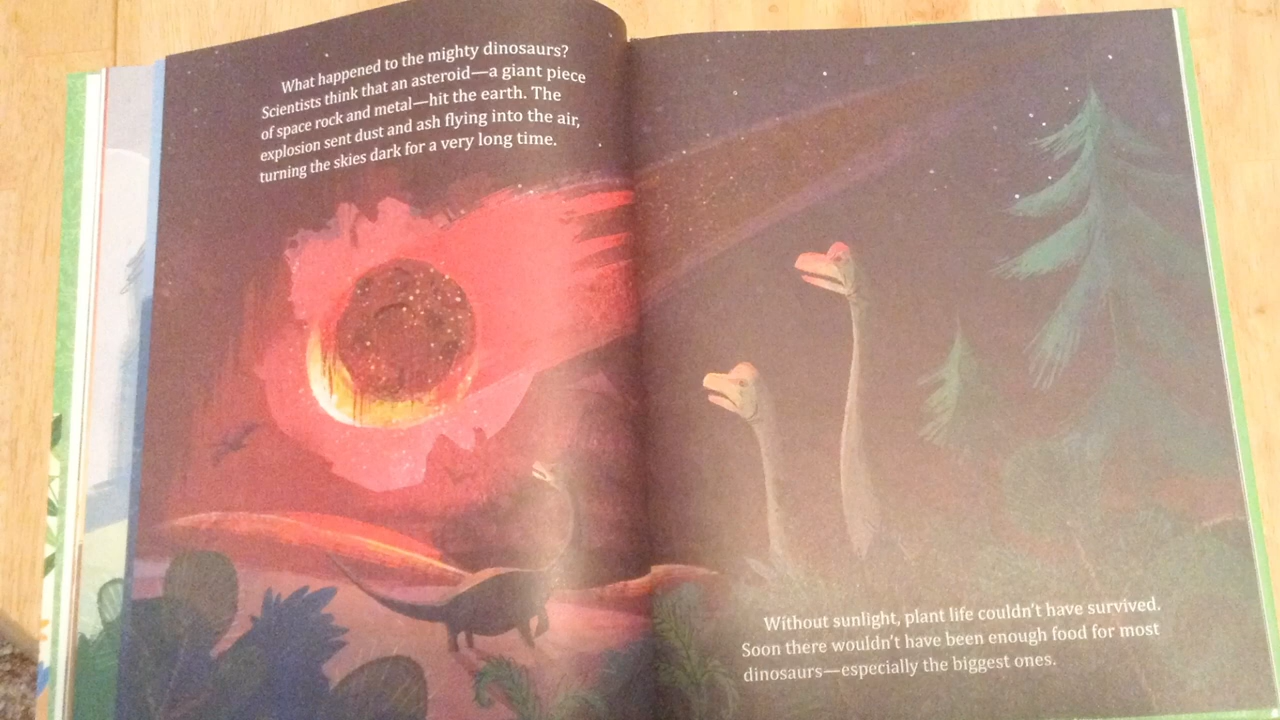 What happened to the mighty dinosaurs?
Scientists think that an asteroid—a giant piece
of space rock and metal—hit the earth. The
explosion sent dust and ash flying into the air,
turning the skies dark for a very long time.
Without sunlight, plant life couldn't have survived.
Soon there wouldn't have been enough food for most
dinosaurs—especially the biggest ones.